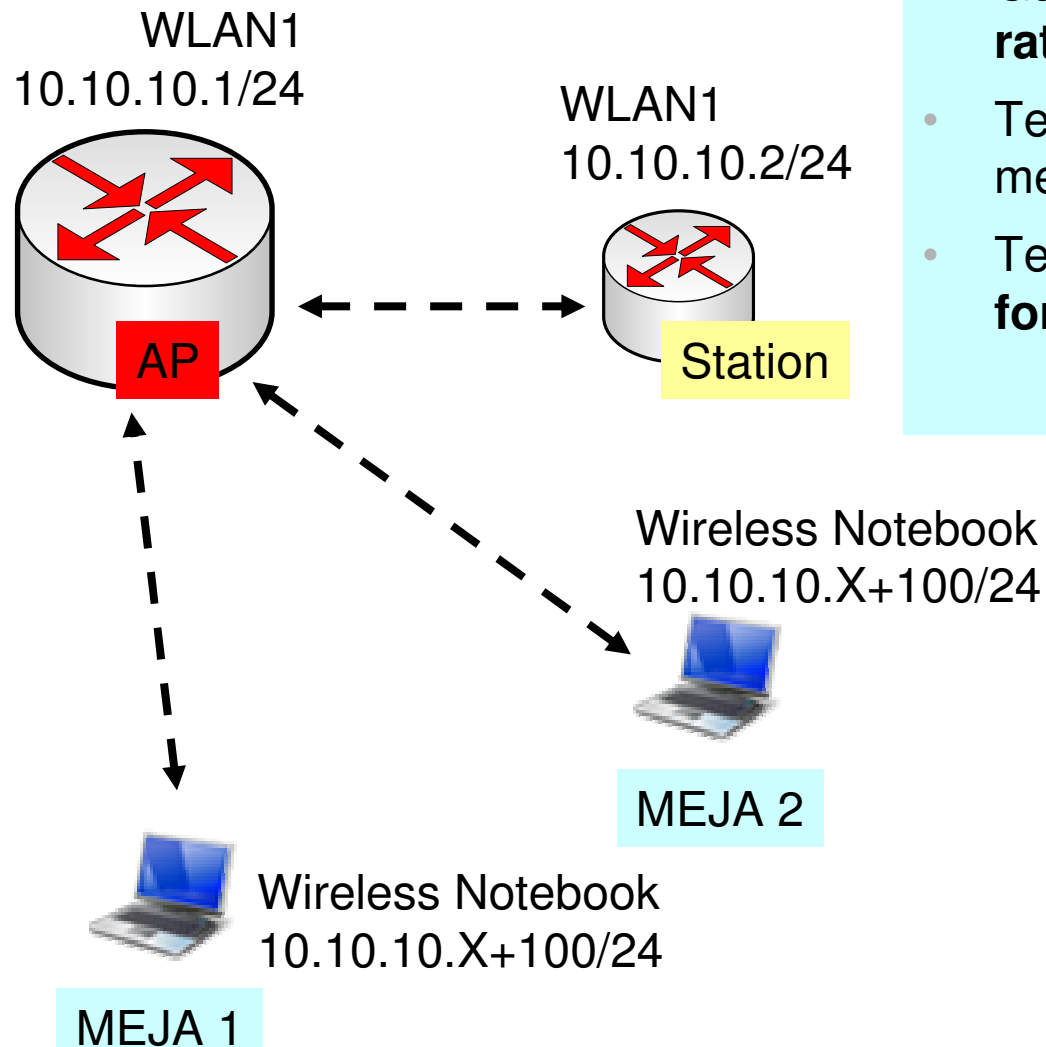 WLAN1
10.10.10.1/24
WLAN1
10.10.10.2/24
AP
Station
Wireless Notebook
10.10.10.X+100/24
MEJA 2
Wireless Notebook
10.10.10.X+100/24
MEJA 1